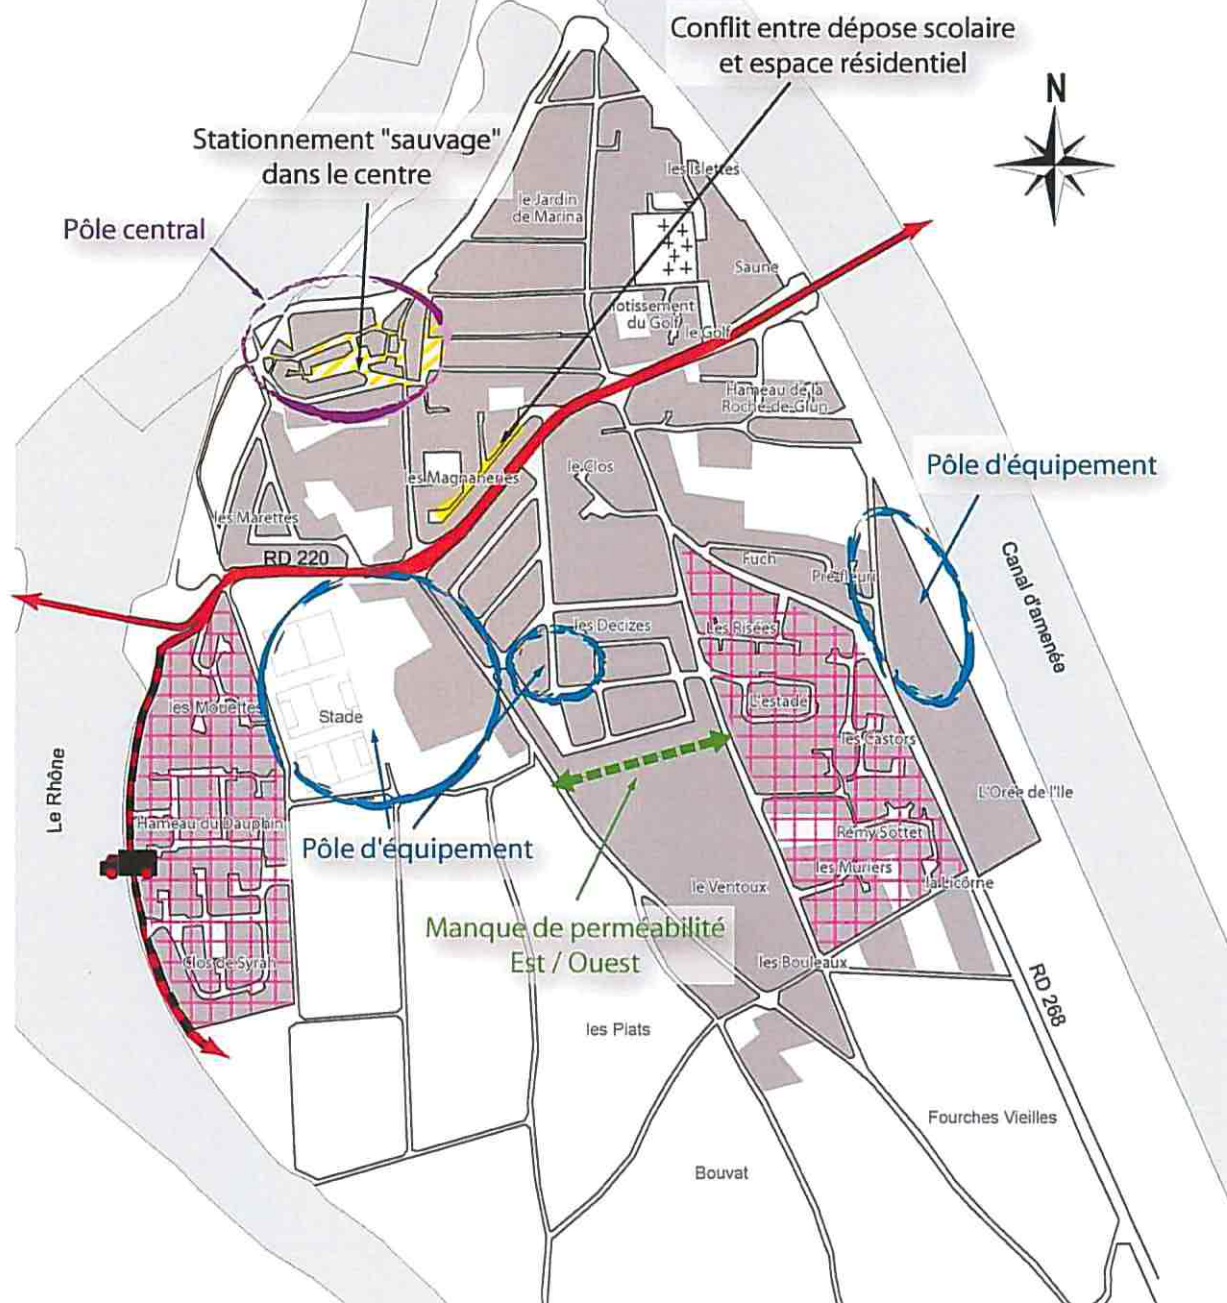 Conflit entre dépose scolaire
et espace résidentiel
N
Stationnement "sauvage"
dans le centre
les Islettes
le Jardin
de Marina
Pôle central
Saune
lotissement
du Golf
le Golf
Hameau de la
Roche-de-Glun
Pôle d'équipement
le Clos
les Magnaneries
les Marettes
RD 220
Fuch
Pré fleuri
Canal d'amenée
les Decizes
Les Risées
les Mouettes
Stade
L'estade
les Castors
Le Rhône
L'Orée de l'Ile
Hameau du Dauphin
Rémy Sottet
Pôle d'équipement
les Muriers
la Licorne
le Ventoux
Manque de perméabilité
Est / Ouest
Clos de Syrah
les Bouleaux
RD 268
les Plats
Fourches Vieilles
Bouvat